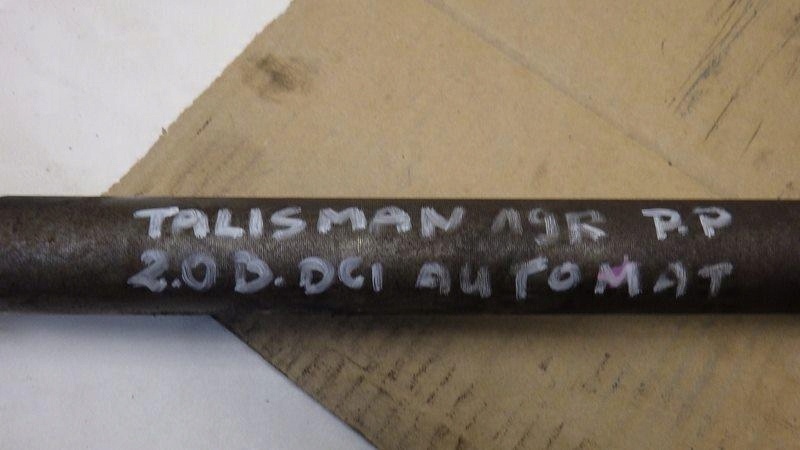 TALISMAN 19R P.P
2.0 D. DCI AUTOMAT